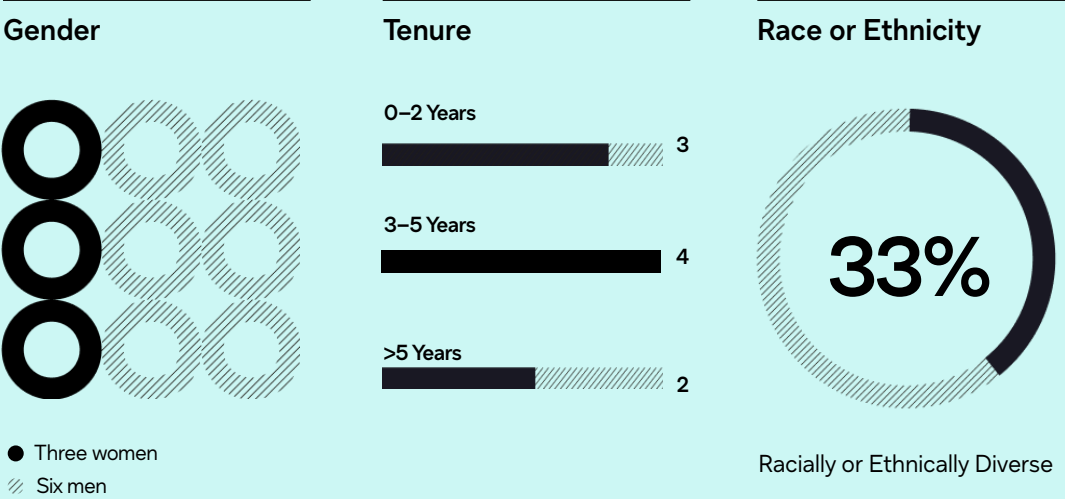 Gender
Three women
Six men
Tenure
0–2 Years
3
3–5 Years
4
>5 Years
2
Race or Ethnicity
33%
Racially or Ethnically Diverse